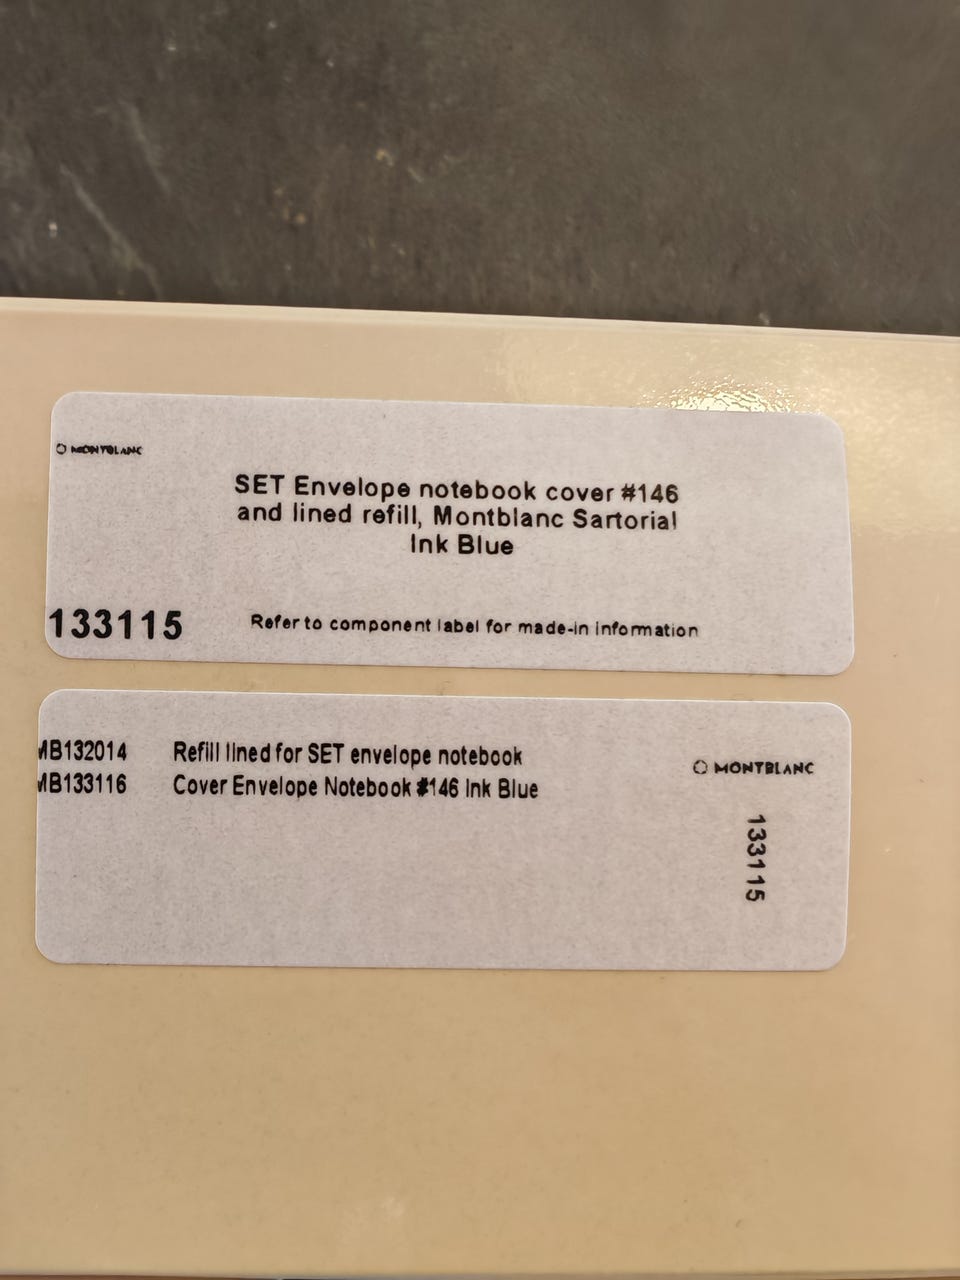 MONTBLANC
SET Envelope notebook cover #146
and lined refill, Montblanc Sartorial
Ink Blue
133115
Refer to component label for made-in information
MB132014 Refill lined for SET envelope notebook
MB133116 Cover Envelope Notebook #146 Ink Blue
MONTBLANC
133115